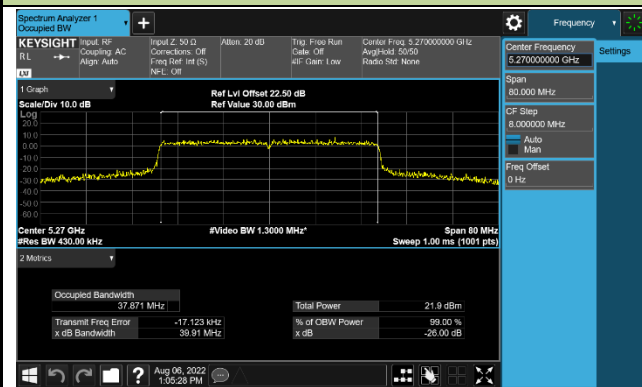 Spectrum Analyzer 1
Occupied BW
Frequency
KEYSIGHT
RL
LXI
Input: RF
Coupling: AC
Align: Auto
Input Z: 50 Ω
Corrections: Off
Freq Ref: Int (S)
NFE: Off
Atten: 20 dB
Trig: Free Run
Gate: Off
#IF Gain: Low
Center Freq: 5.270000000 GHz
Avg|Hold: 50/50
Radio Std: None
Center Frequency
5.270000000 GHz
Settings
Span
80.000 MHz
CF Step
8.000000 MHz
Auto
Man
Freq Offset
0 Hz
1 Graph
Scale/Div 10.0 dB
Ref Lvl Offset 22.50 dB
Ref Value 30.00 dBm
Log
20.0
10.0
0.00
-10.0
-20.0
-30.0
-40.0
-50.0
-60.0
Center 5.27 GHz
#Video BW 1.3000 MHz*
Span 80 MHz
#Res BW 430.00 kHz
Sweep 1.00 ms (1001 pts)
2 Metrics
Occupied Bandwidth
37.871 MHz
Total Power 21.9 dBm
Transmit Freq Error -17.123 kHz
% of OBW Power 99.00 %
x dB Bandwidth 39.91 MHz
x dB -26.00 dB
?
Aug 06, 2022
1:05:28 PM